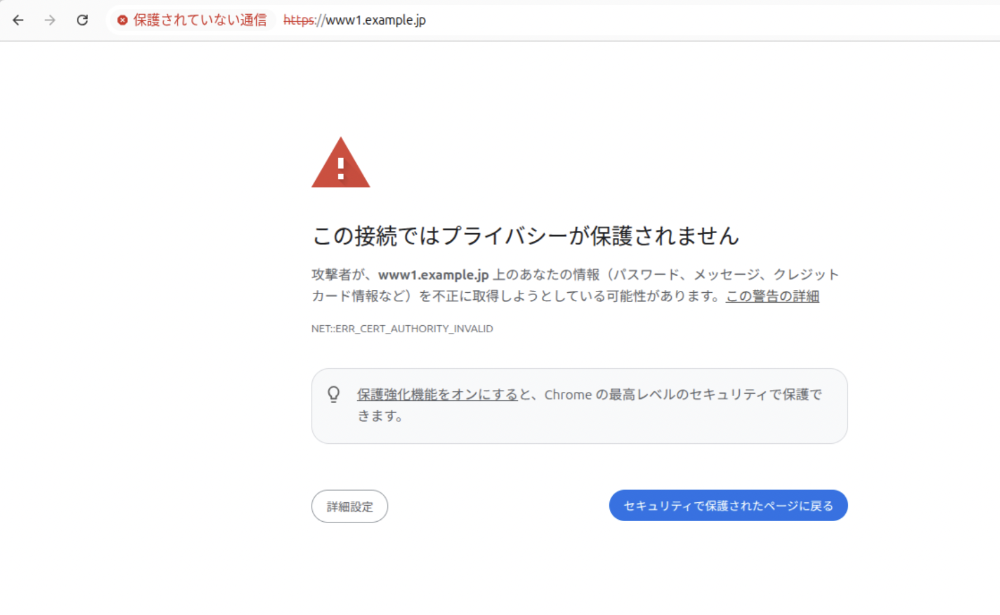 保護されていない通信 https://www1.example.jp
この接続ではプライバシーが保護されません
攻撃者が、www1.example.jp 上のあなたの情報（パスワード、メッセージ、クレジット
カード情報など）を不正に取得しようとしている可能性があります。この警告の詳細
NET::ERR_CERT_AUTHORITY_INVALID
保護強化機能をオンにすると、Chrome の最高レベルのセキュリティで保護で
きます。
詳細設定 セキュリティで保護されたページに戻る